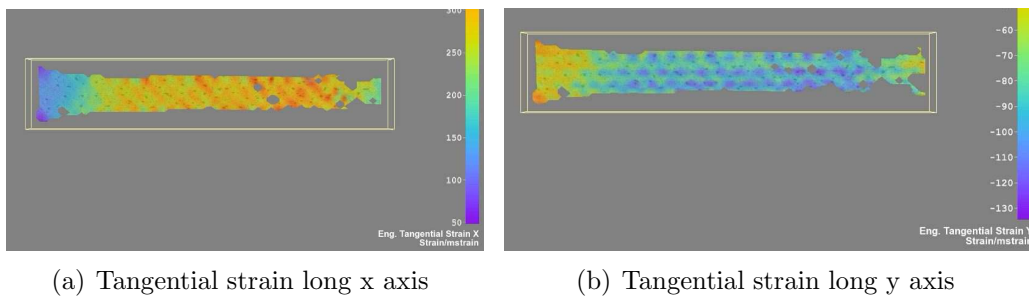 300
250
200
150
100
50
Eng. Tangential Strain X
Strain/mstrain
-60
-70
-80
-90
-100
-110
-120
-130
Eng. Tangential Strain Y
Strain/mstrain
(a) Tangential strain long x axis
(b) Tangential strain long y axis